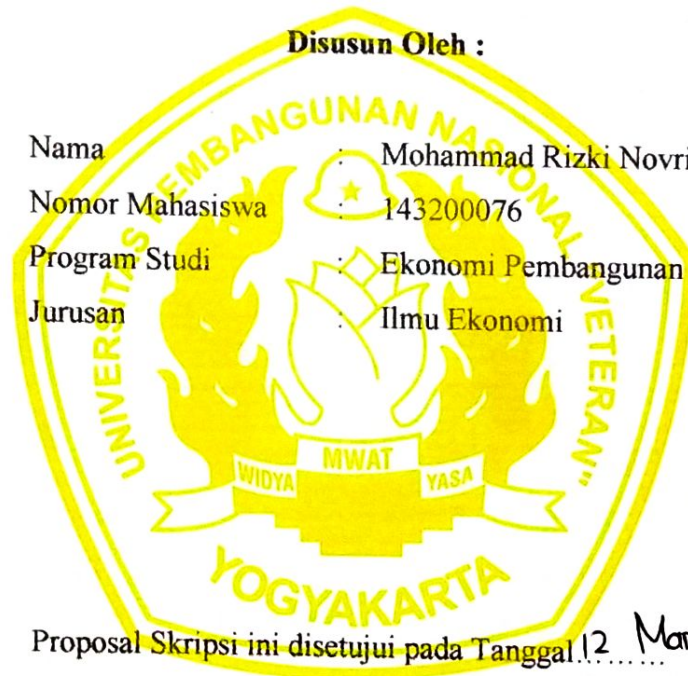 Disusun Oleh :
UNIVERSITAS PEMBANGUNAN NASIONAL "VETERAN"
Nama : Mohammad Rizki Novri
Nomor Mahasiswa : 143200076
Program Studi : Ekonomi Pembangunan
Jurusan : Ilmu Ekonomi
WIDYA MWAT YASA
YOGYAKARTA
Proposal Skripsi ini disetujui pada Tanggal 12